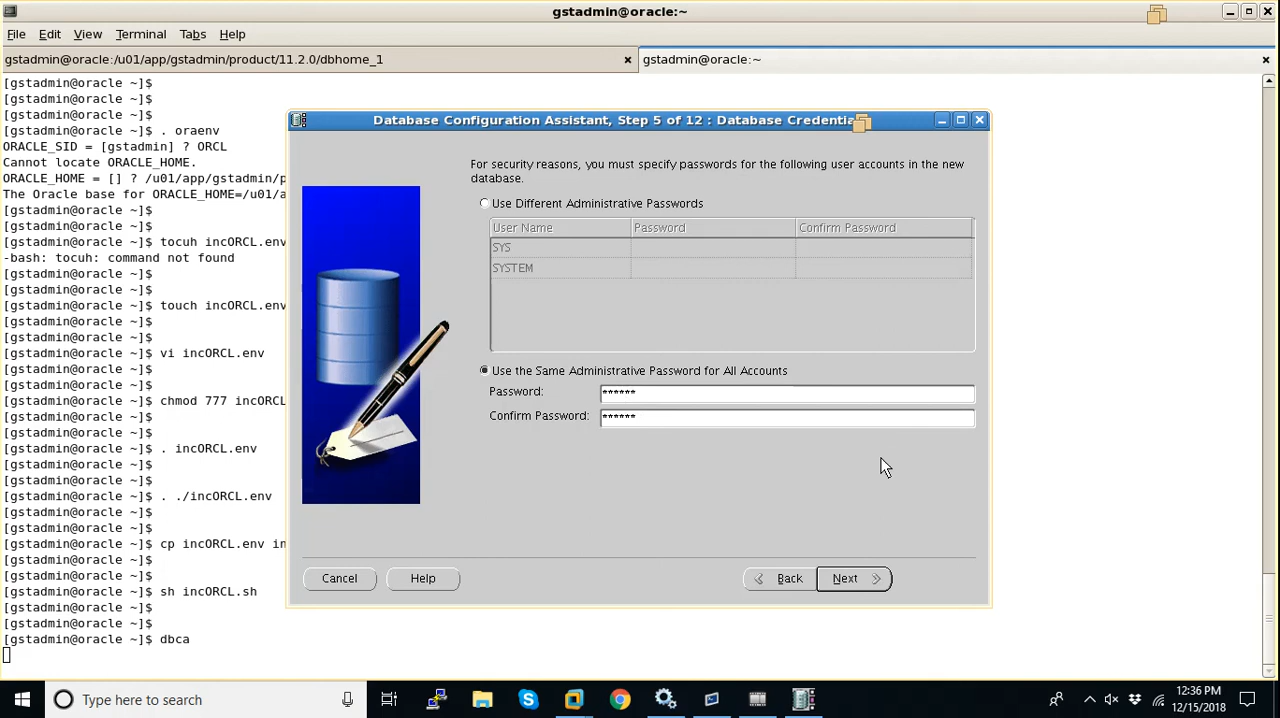 gstadmin@oracle:~
File Edit View Terminal Tabs Help
gstadmin@oracle:/u01/app/gstadmin/product/11.2.0/dbhome_1
gstadmin@oracle:~
[gstadmin@oracle ~]$
[gstadmin@oracle ~]$
[gstadmin@oracle ~]$
[gstadmin@oracle ~]$ . oraenv
ORACLE_SID = [gstadmin] ? ORCL
Cannot locate ORACLE_HOME.
ORACLE_HOME = [] ? /u01/app/gstadmin/p
The Oracle base for ORACLE_HOME=/u01/a
[gstadmin@oracle ~]$
[gstadmin@oracle ~]$
[gstadmin@oracle ~]$ tocuh incORCL.env
-bash: tocuh: command not found
[gstadmin@oracle ~]$
[gstadmin@oracle ~]$
[gstadmin@oracle ~]$ touch incORCL.env
[gstadmin@oracle ~]$
[gstadmin@oracle ~]$
[gstadmin@oracle ~]$ vi incORCL.env
[gstadmin@oracle ~]$
[gstadmin@oracle ~]$
[gstadmin@oracle ~]$ chmod 777 incORCL
[gstadmin@oracle ~]$
[gstadmin@oracle ~]$
[gstadmin@oracle ~]$ . incORCL.env
[gstadmin@oracle ~]$
[gstadmin@oracle ~]$
[gstadmin@oracle ~]$ . ./incORCL.env
[gstadmin@oracle ~]$
[gstadmin@oracle ~]$
[gstadmin@oracle ~]$ cp incORCL.env in
[gstadmin@oracle ~]$
[gstadmin@oracle ~]$
[gstadmin@oracle ~]$ sh incORCL.sh
[gstadmin@oracle ~]$
[gstadmin@oracle ~]$
[gstadmin@oracle ~]$ dbca
Database Configuration Assistant, Step 5 of 12 : Database Credentia
For security reasons, you must specify passwords for the following user accounts in the new
database.
Use Different Administrative Passwords
User Name Password Confirm Password
SYS
SYSTEM
Use the Same Administrative Password for All Accounts
Password: ******
Confirm Password: ******
Cancel Help Back Next
Type here to search
12:36 PM
12/15/2018